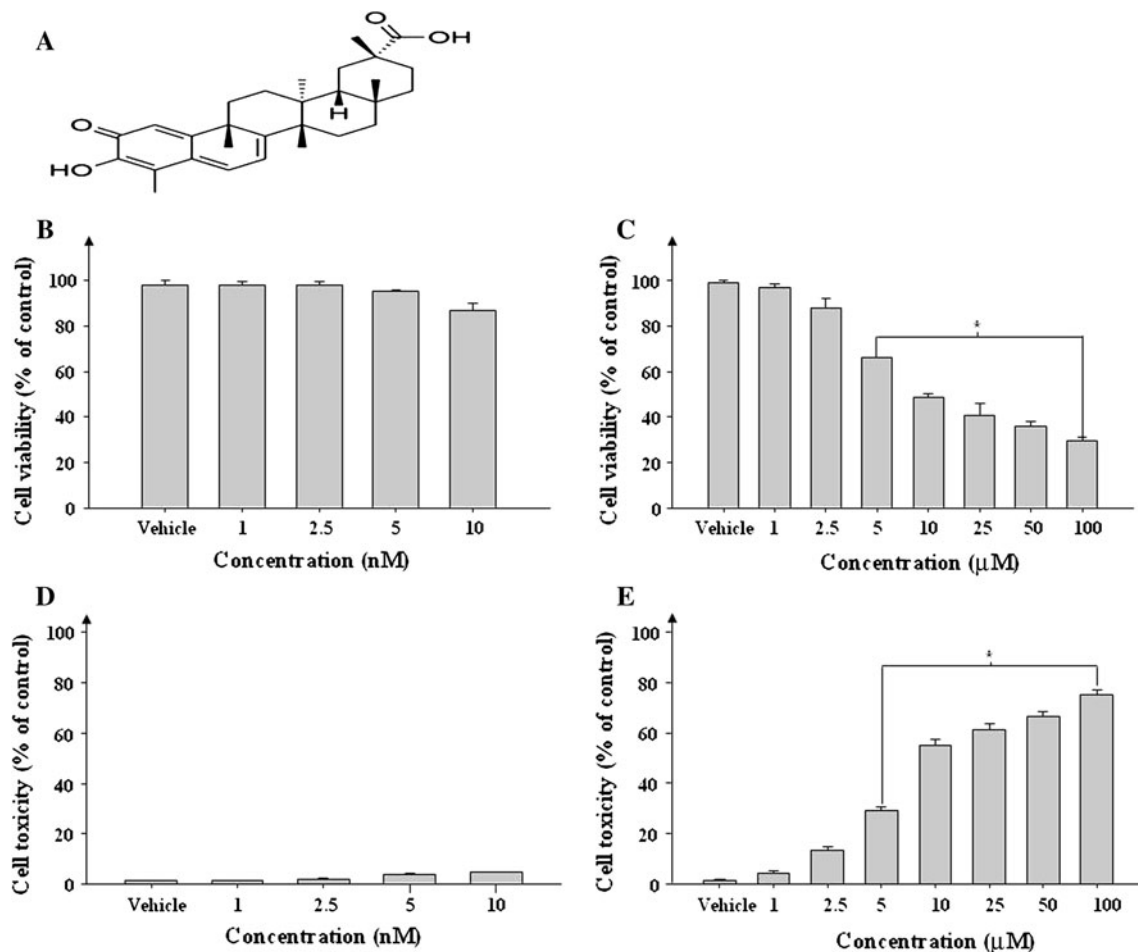 A
O
OH
H
O
HO
B
Cell viability (% of control)
100
80
60
40
20
0
Vehicle 1 2.5 5 10
Concentration (nM)
C
Cell viability (% of control)
100
80
60
40
20
0
*
Vehicle 1 2.5 5 10 25 50 100
Concentration (μM)
D
Cell toxicity (% of control)
100
80
60
40
20
0
Vehicle 1 2.5 5 10
Concentration (nM)
E
Cell toxicity (% of control)
100
80
60
40
20
0
*
Vehicle 1 2.5 5 10 25 50 100
Concentration (μM)